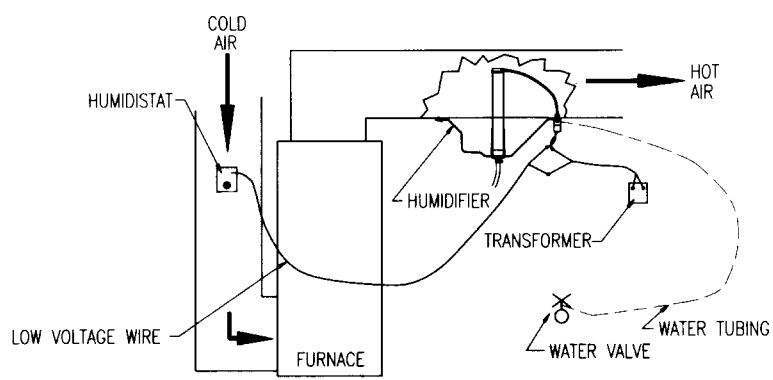 COLD
AIR
HOT
AIR
HUMIDISTAT
HUMIDIFIER
TRANSFORMER
LOW VOLTAGE WIRE
FURNACE
WATER VALVE
WATER TUBING